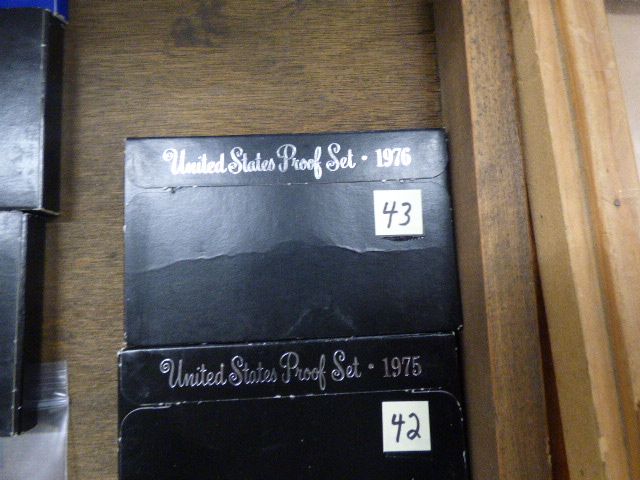 United States Proof Set • 1976
43
United States Proof Set • 1975
42